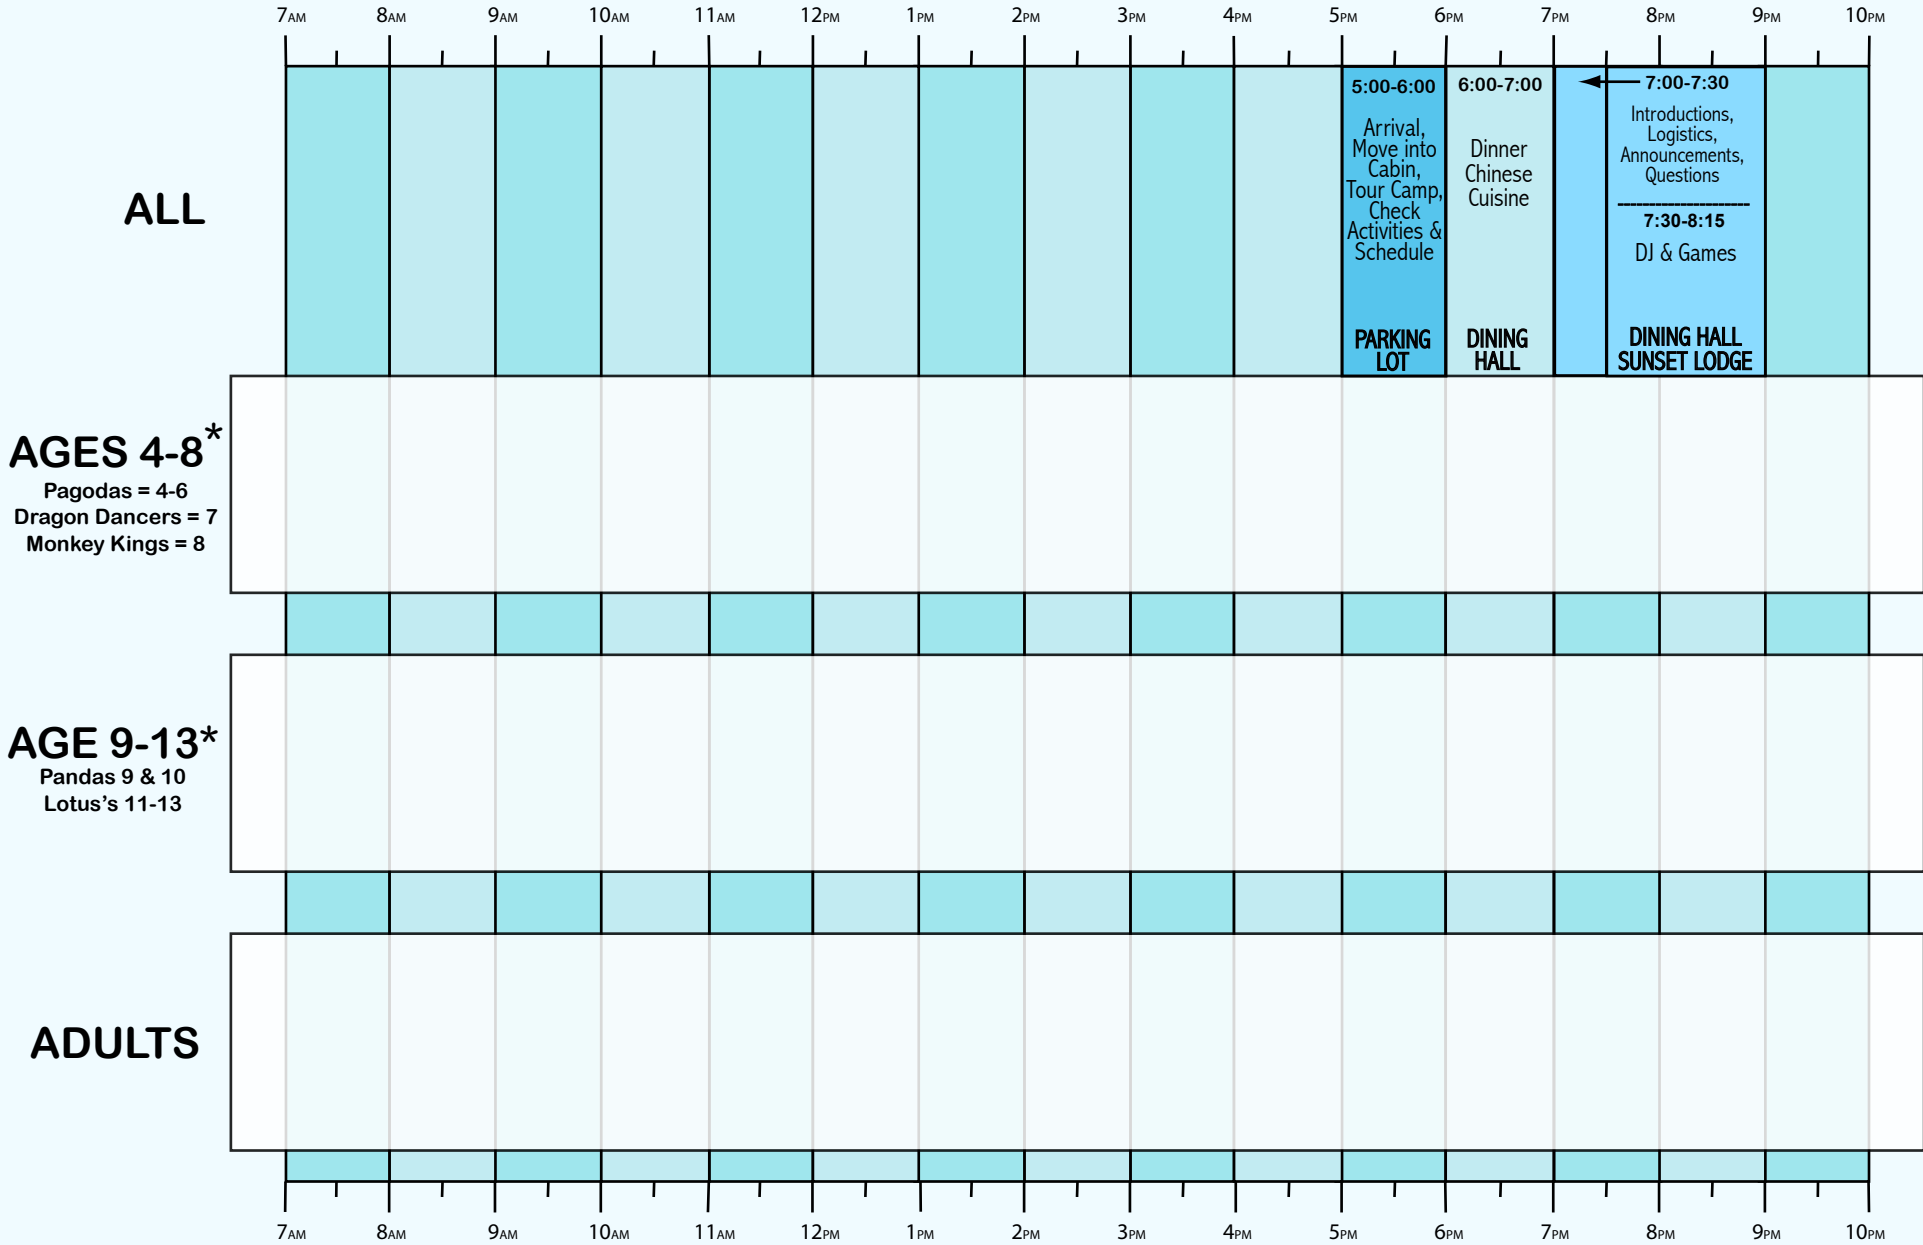 7AM 8AM 9AM 10AM 11AM 12PM 1PM 2PM 3PM 4PM 5PM 6PM 7PM 8PM 9PM 10PM
ALL
5:00-6:00
Arrival,
Move into
Cabin,
Tour Camp,
Check
Activities &
Schedule
PARKING
LOT
6:00-7:00
Dinner
Chinese
Cuisine
DINING
HALL
7:00-7:30
Introductions,
Logistics,
Announcements,
Questions
----------------------
7:30-8:15
DJ & Games
DINING HALL
SUNSET LODGE
AGES 4-8*
Pagodas = 4-6
Dragon Dancers = 7
Monkey Kings = 8
AGE 9-13*
Pandas 9 & 10
Lotus’s 11-13
ADULTS
7AM 8AM 9AM 10AM 11AM 12PM 1PM 2PM 3PM 4PM 5PM 6PM 7PM 8PM 9PM 10PM